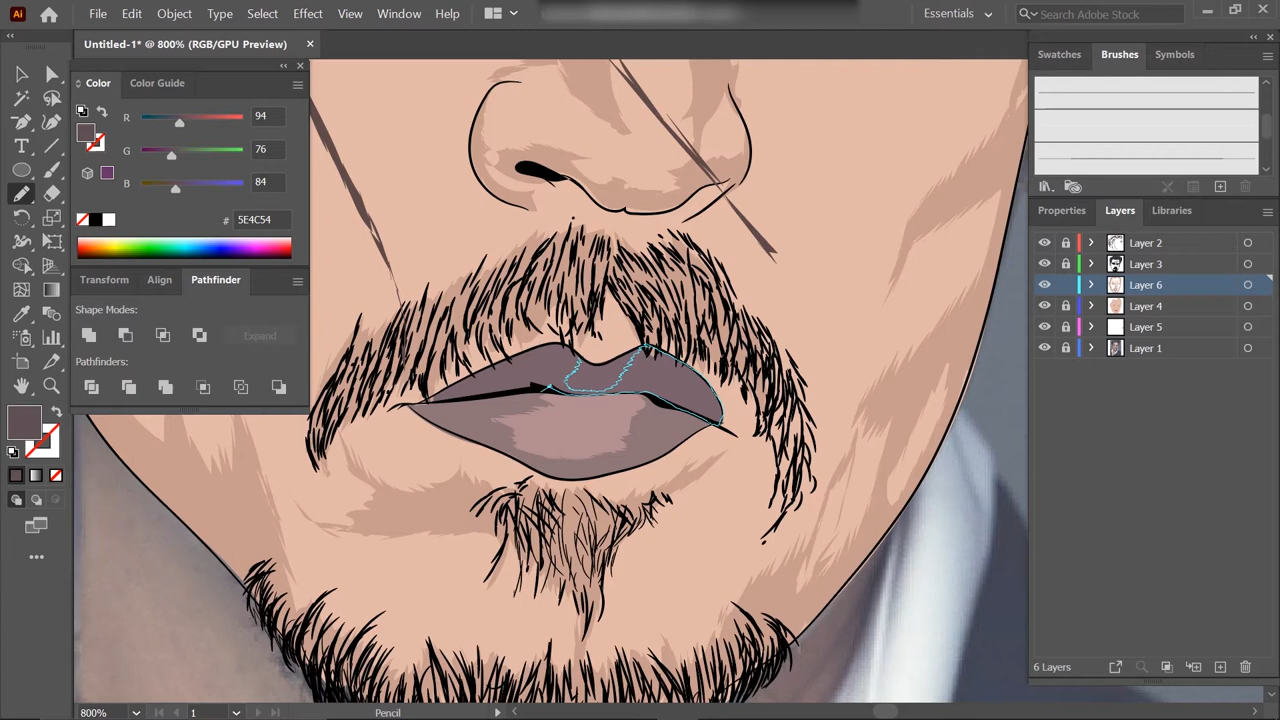 Ai File Edit Object Type Select Effect View Window Help Essentials Search Adobe Stock
Untitled-1* @ 800% (RGB/GPU Preview)
Color Color Guide
R 94
G 76
B 84
# 5E4C54
Transform Align Pathfinder
Shape Modes:
Expand
Pathfinders:
Swatches Brushes Symbols
Properties Layers Libraries
Layer 2
Layer 3
Layer 6
Layer 4
Layer 5
Layer 1
6 Layers
800% 1 Pencil